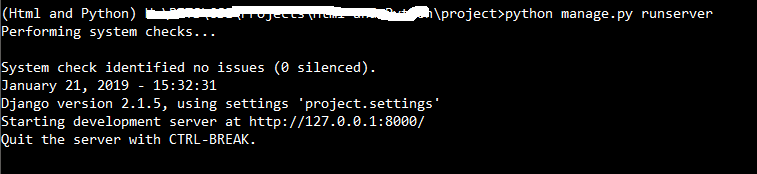 (Html and Python) \Projects\Html and Python\project>python manage.py runserver
Performing system checks...
System check identified no issues (0 silenced).
January 21, 2019 - 15:32:31
Django version 2.1.5, using settings 'project.settings'
Starting development server at http://127.0.0.1:8000/
Quit the server with CTRL-BREAK.